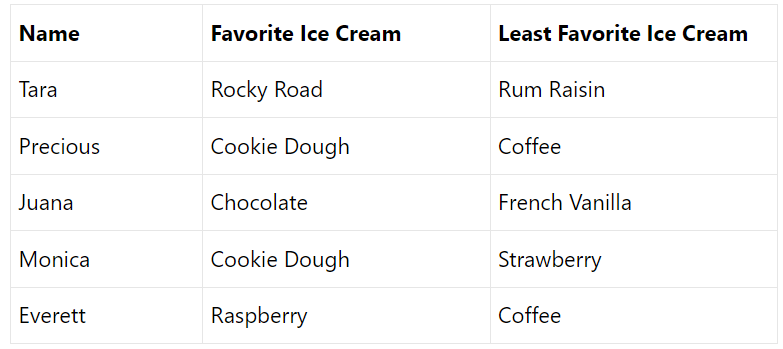 Name Favorite Ice Cream Least Favorite Ice Cream
Tara Rocky Road Rum Raisin
Precious Cookie Dough Coffee
Juana Chocolate French Vanilla
Monica Cookie Dough Strawberry
Everett Raspberry Coffee